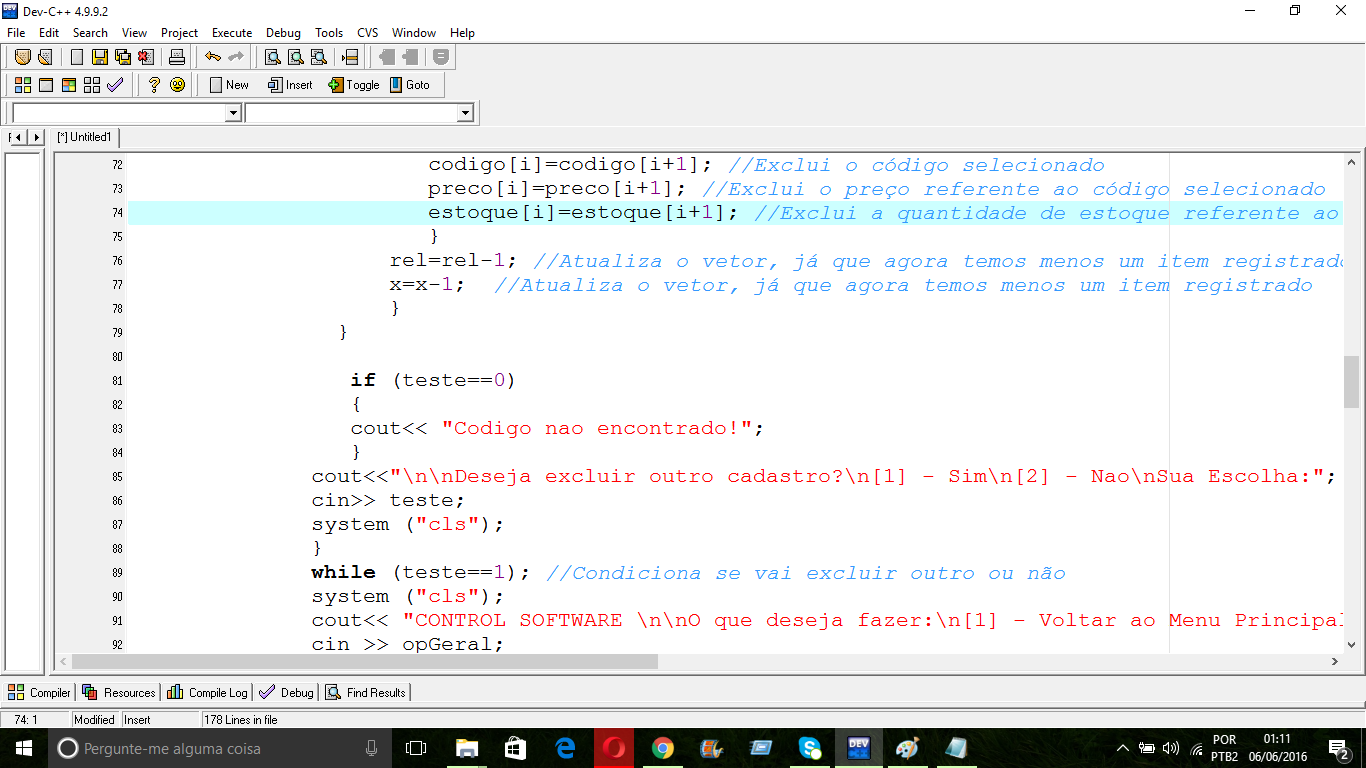 Dev-C++ 4.9.9.2
File Edit Search View Project Execute Debug Tools CVS Window Help
New Insert Toggle Goto
[*] Untitled1
72 codigo[i]=codigo[i+1]; //Exclui o código selecionado
73 preco[i]=preco[i+1]; //Exclui o preço referente ao código selecionado
74 estoque[i]=estoque[i+1]; //Exclui a quantidade de estoque referente ao
75 }
76 rel=rel-1; //Atualiza o vetor, já que agora temos menos um item registrado
77 x=x-1; //Atualiza o vetor, já que agora temos menos um item registrado
78 }
79 }
80
81 if (teste==0)
82 {
83 cout<< "Codigo nao encontrado!";
84 }
85 cout<<"\n\nDeseja excluir outro cadastro?\n[1] - Sim\n[2] - Nao\nSua Escolha:";
86 cin>> teste;
87 system ("cls");
88 }
89 while (teste==1); //Condiciona se vai excluir outro ou não
90 system ("cls");
91 cout<< "CONTROL SOFTWARE \n\nO que deseja fazer:\n[1] - Voltar ao Menu Principal
92 cin >> opGeral;
Compiler Resources Compile Log Debug Find Results
74: 1 Modified Insert 178 Lines in file
Pergunte-me alguma coisa
DEV
POR 01:11
PTB2 06/06/2016
2